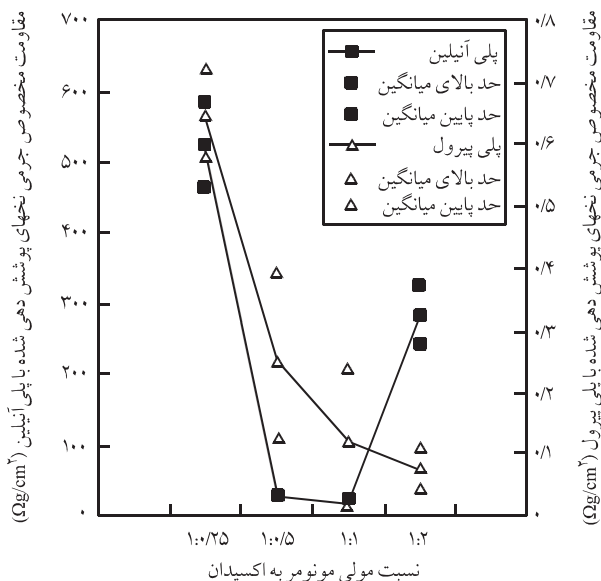 مقاومت مخصوص جرمی نخهای پوشش دهی شده با پلی آنیلین (Ωg/cm²)
۷۰۰
۶۰۰
۵۰۰
۴۰۰
۳۰۰
۲۰۰
۱۰۰
۰
پلی آنیلین
حد بالای میانگین
حد پایین میانگین
پلی پیرول
حد بالای میانگین
حد پایین میانگین
۰/۸
۰/۷
۰/۶
۰/۵
۰/۴
۰/۳
۰/۲
۰/۱
۰
مقاومت مخصوص جرمی نخهای پوشش دهی شده با پلی پیرول (Ωg/cm²)
۱:۰/۲۵ ۱:۰/۵ ۱:۱ ۱:۲
نسبت مولی مونومر به اکسیدان